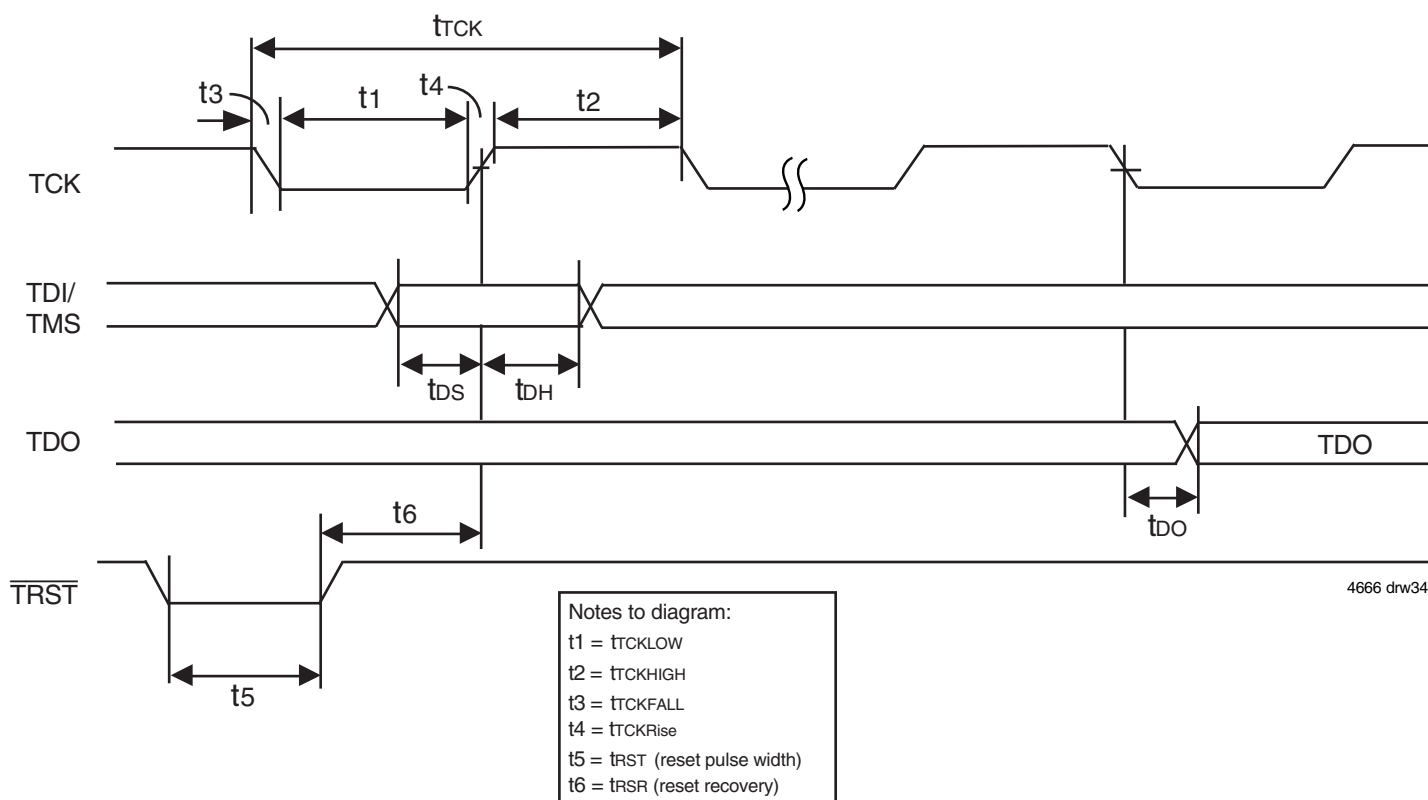 tTCK
t3
t1
t4
t2
TCK
TDI/
TMS
tDS
tDH
TDO
TDO
t6
tDO
TRST
4666 drw34
t5
Notes to diagram:
t1 = tTCKLOW
t2 = tTCKHIGH
t3 = tTCKFALL
t4 = tTCKRise
t5 = tRST (reset pulse width)
t6 = tRSR (reset recovery)